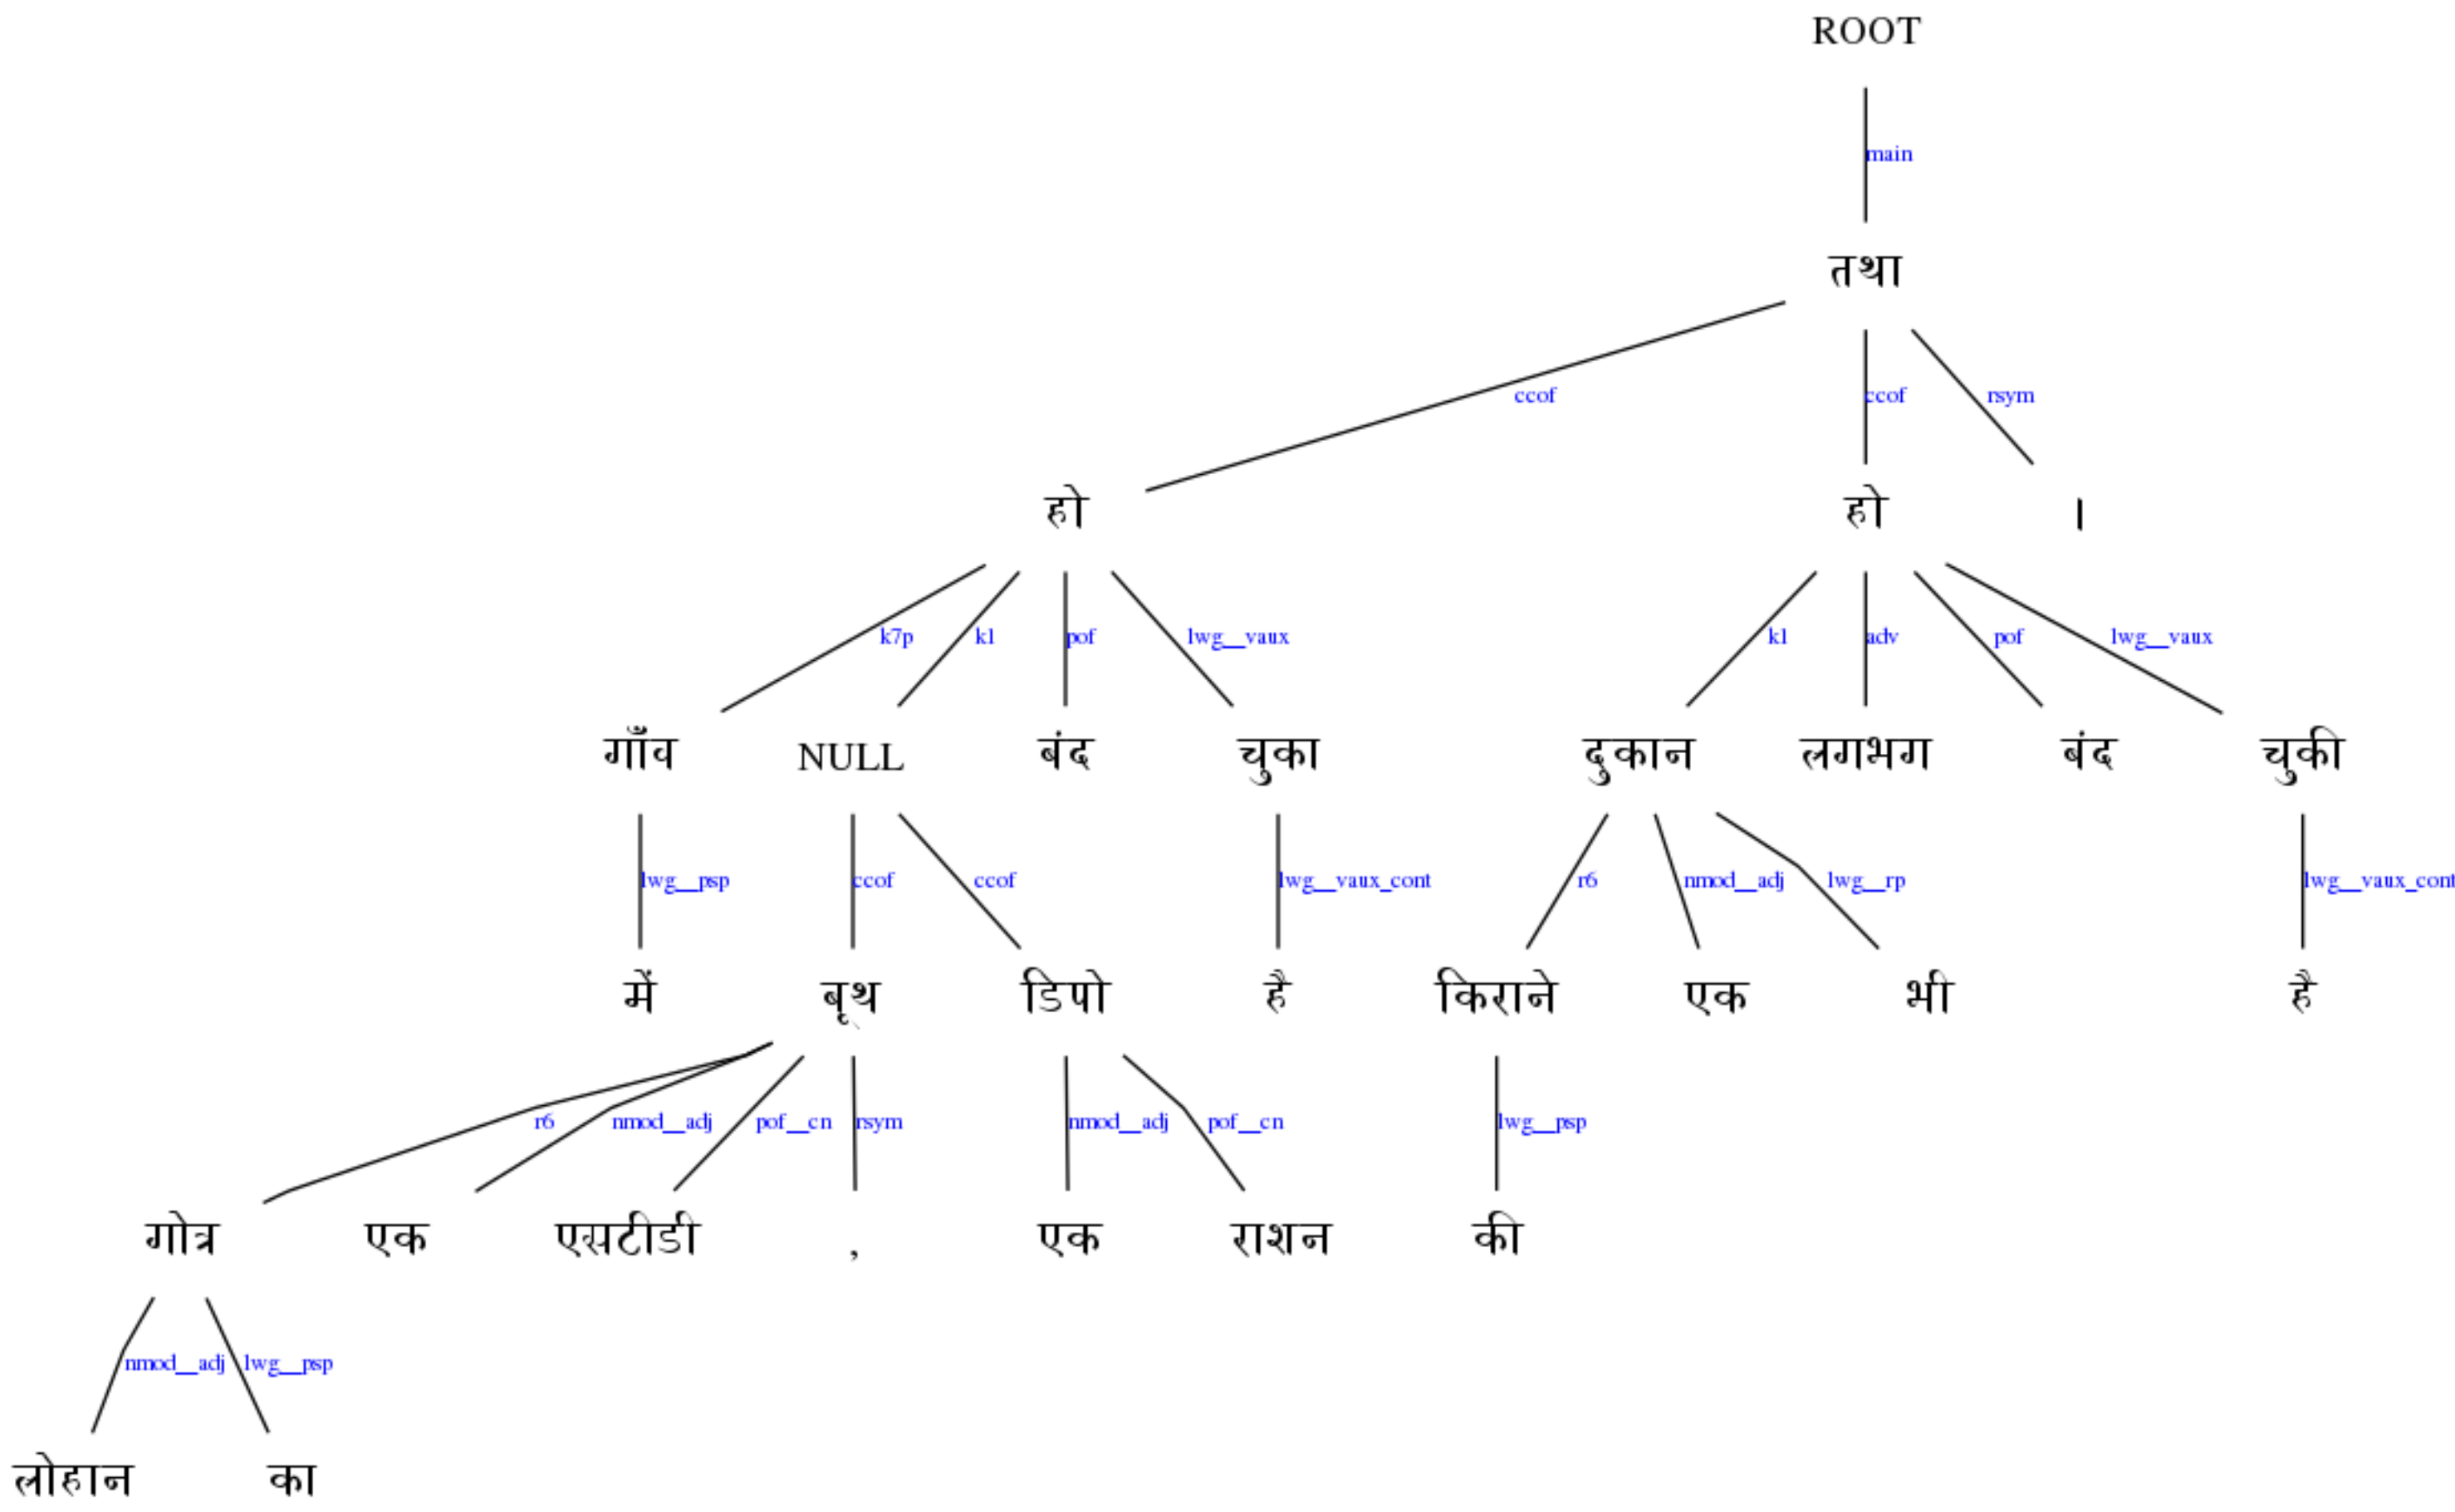 ROOT
main
तथा
ccof ccof rsym
हो हो ।
k7p k1 pof lwg__vaux k1 adv pof lwg__vaux
गाँव NULL बंद चुका दुकान लगभग बंद चुकी
lwg__psp ccof ccof lwg__vaux_cont r6 nmod__adj lwg__rp lwg__vaux_cont
में बूथ डिपो है किराने एक भी है
r6 nmod__adj pof__cn rsym nmod__adj pof__cn lwg__psp
गोत्र एक एसटीडी , एक राशन की
nmod__adj lwg__psp
लोहान का